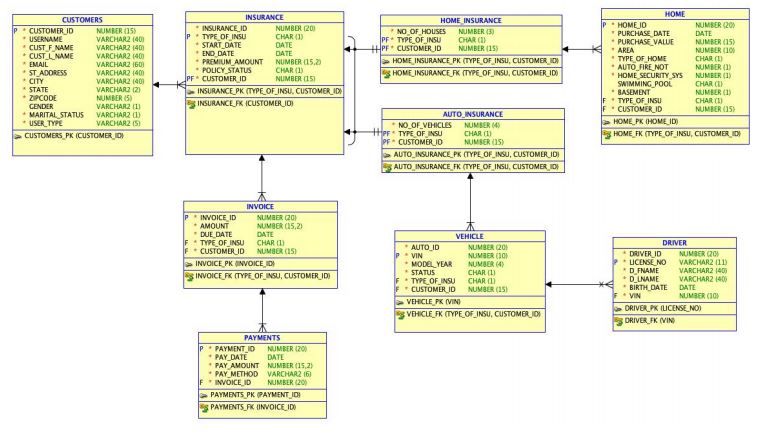 CUSTOMERS
P * CUSTOMER_ID NUMBER (15)
* USERNAME VARCHAR2 (40)
* CUST_F_NAME VARCHAR2 (40)
* CUST_L_NAME VARCHAR2 (40)
* EMAIL VARCHAR2 (60)
* ST_ADDRESS VARCHAR2 (40)
* CITY VARCHAR2 (40)
* STATE VARCHAR2 (2)
* ZIPCODE NUMBER (5)
GENDER VARCHAR2 (1)
* MARITAL_STATUS VARCHAR2 (1)
* USER_TYPE VARCHAR2 (5)
CUSTOMERS_PK (CUSTOMER_ID)
INSURANCE
* INSURANCE_ID NUMBER (20)
P * TYPE_OF_INSU CHAR (1)
* START_DATE DATE
* END_DATE DATE
* PREMIUM_AMOUNT NUMBER (15,2)
* POLICY_STATUS CHAR (1)
PF * CUSTOMER_ID NUMBER (15)
INSURANCE_PK (TYPE_OF_INSU, CUSTOMER_ID)
INSURANCE_FK (CUSTOMER_ID)
HOME_INSURANCE
* NO_OF_HOUSES NUMBER (3)
PF * TYPE_OF_INSU CHAR (1)
PF * CUSTOMER_ID NUMBER (15)
HOME_INSURANCE_PK (TYPE_OF_INSU, CUSTOMER_ID)
HOME_INSURANCE_FK (TYPE_OF_INSU, CUSTOMER_ID)
HOME
P * HOME_ID NUMBER (20)
* PURCHASE_DATE DATE
* PURCHASE_VALUE NUMBER (15)
* AREA NUMBER (10)
* TYPE_OF_HOME CHAR (1)
* AUTO_FIRE_NOT NUMBER (1)
* HOME_SECURITY_SYS NUMBER (1)
SWIMMING_POOL CHAR (1)
* BASEMENT NUMBER (1)
F * TYPE_OF_INSU CHAR (1)
F * CUSTOMER_ID NUMBER (15)
HOME_PK (HOME_ID)
HOME_FK (TYPE_OF_INSU, CUSTOMER_ID)
AUTO_INSURANCE
* NO_OF_VEHICLES NUMBER (4)
PF * TYPE_OF_INSU CHAR (1)
PF * CUSTOMER_ID NUMBER (15)
AUTO_INSURANCE_PK (TYPE_OF_INSU, CUSTOMER_ID)
AUTO_INSURANCE_FK (TYPE_OF_INSU, CUSTOMER_ID)
INVOICE
P * INVOICE_ID NUMBER (20)
* AMOUNT NUMBER (15,2)
* DUE_DATE DATE
F * TYPE_OF_INSU CHAR (1)
F * CUSTOMER_ID NUMBER (15)
INVOICE_PK (INVOICE_ID)
INVOICE_FK (TYPE_OF_INSU, CUSTOMER_ID)
VEHICLE
* AUTO_ID NUMBER (20)
P * VIN NUMBER (10)
* MODEL_YEAR NUMBER (4)
* STATUS CHAR (1)
F * TYPE_OF_INSU CHAR (1)
F * CUSTOMER_ID NUMBER (15)
VEHICLE_PK (VIN)
VEHICLE_FK (TYPE_OF_INSU, CUSTOMER_ID)
DRIVER
* DRIVER_ID NUMBER (20)
P * LICENSE_NO VARCHAR2 (11)
* D_FNAME VARCHAR2 (40)
* D_LNAME VARCHAR2 (40)
* BIRTH_DATE DATE
F * VIN NUMBER (10)
DRIVER_PK (LICENSE_NO)
DRIVER_FK (VIN)
PAYMENTS
P * PAYMENT_ID NUMBER (20)
* PAY_DATE DATE
* PAY_AMOUNT NUMBER (15,2)
* PAY_METHOD VARCHAR2 (6)
F * INVOICE_ID NUMBER (20)
PAYMENTS_PK (PAYMENT_ID)
PAYMENTS_FK (INVOICE_ID)